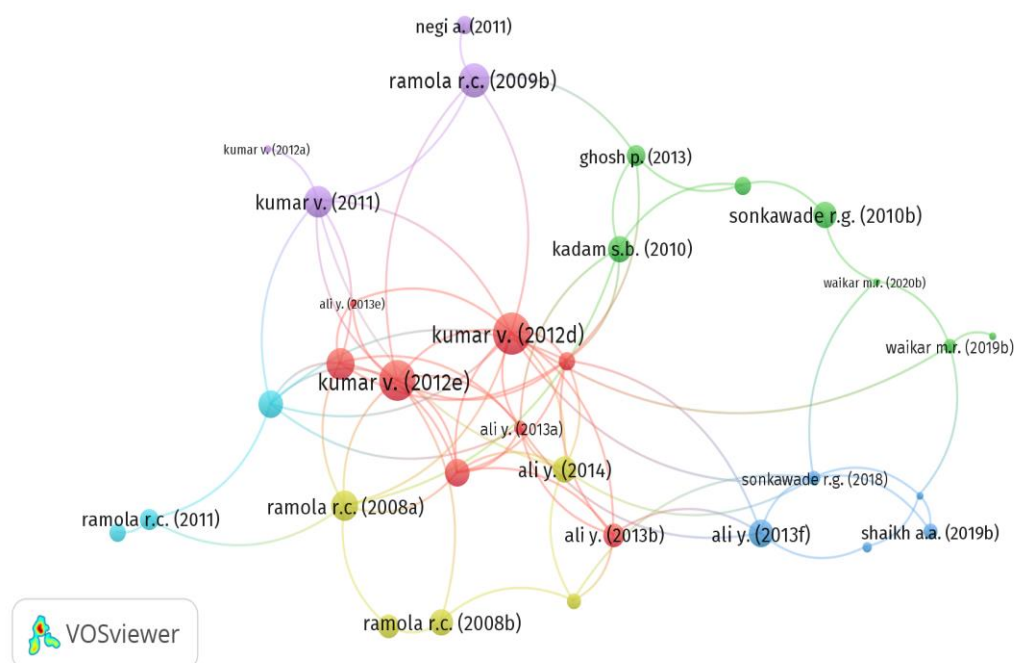 negi a. (2011)
ramola r.c. (2009b)
kumar v. (2012a)
ghosh p. (2013)
kumar v. (2011)
sonkawade r.g. (2010b)
kadam s.b. (2010)
waikar m.r. (2020b)
ali y. (2013e)
kumar v. (2012d)
waikar m.r. (2019b)
kumar v. (2012e)
ali y. (2013a)
ali y. (2014)
sonkawade r.g. (2018)
ramola r.c. (2008a)
ramola r.c. (2011)
ali y. (2013b)
ali y. (2013f)
shaikh a.a. (2019b)
ramola r.c. (2008b)
VOSviewer